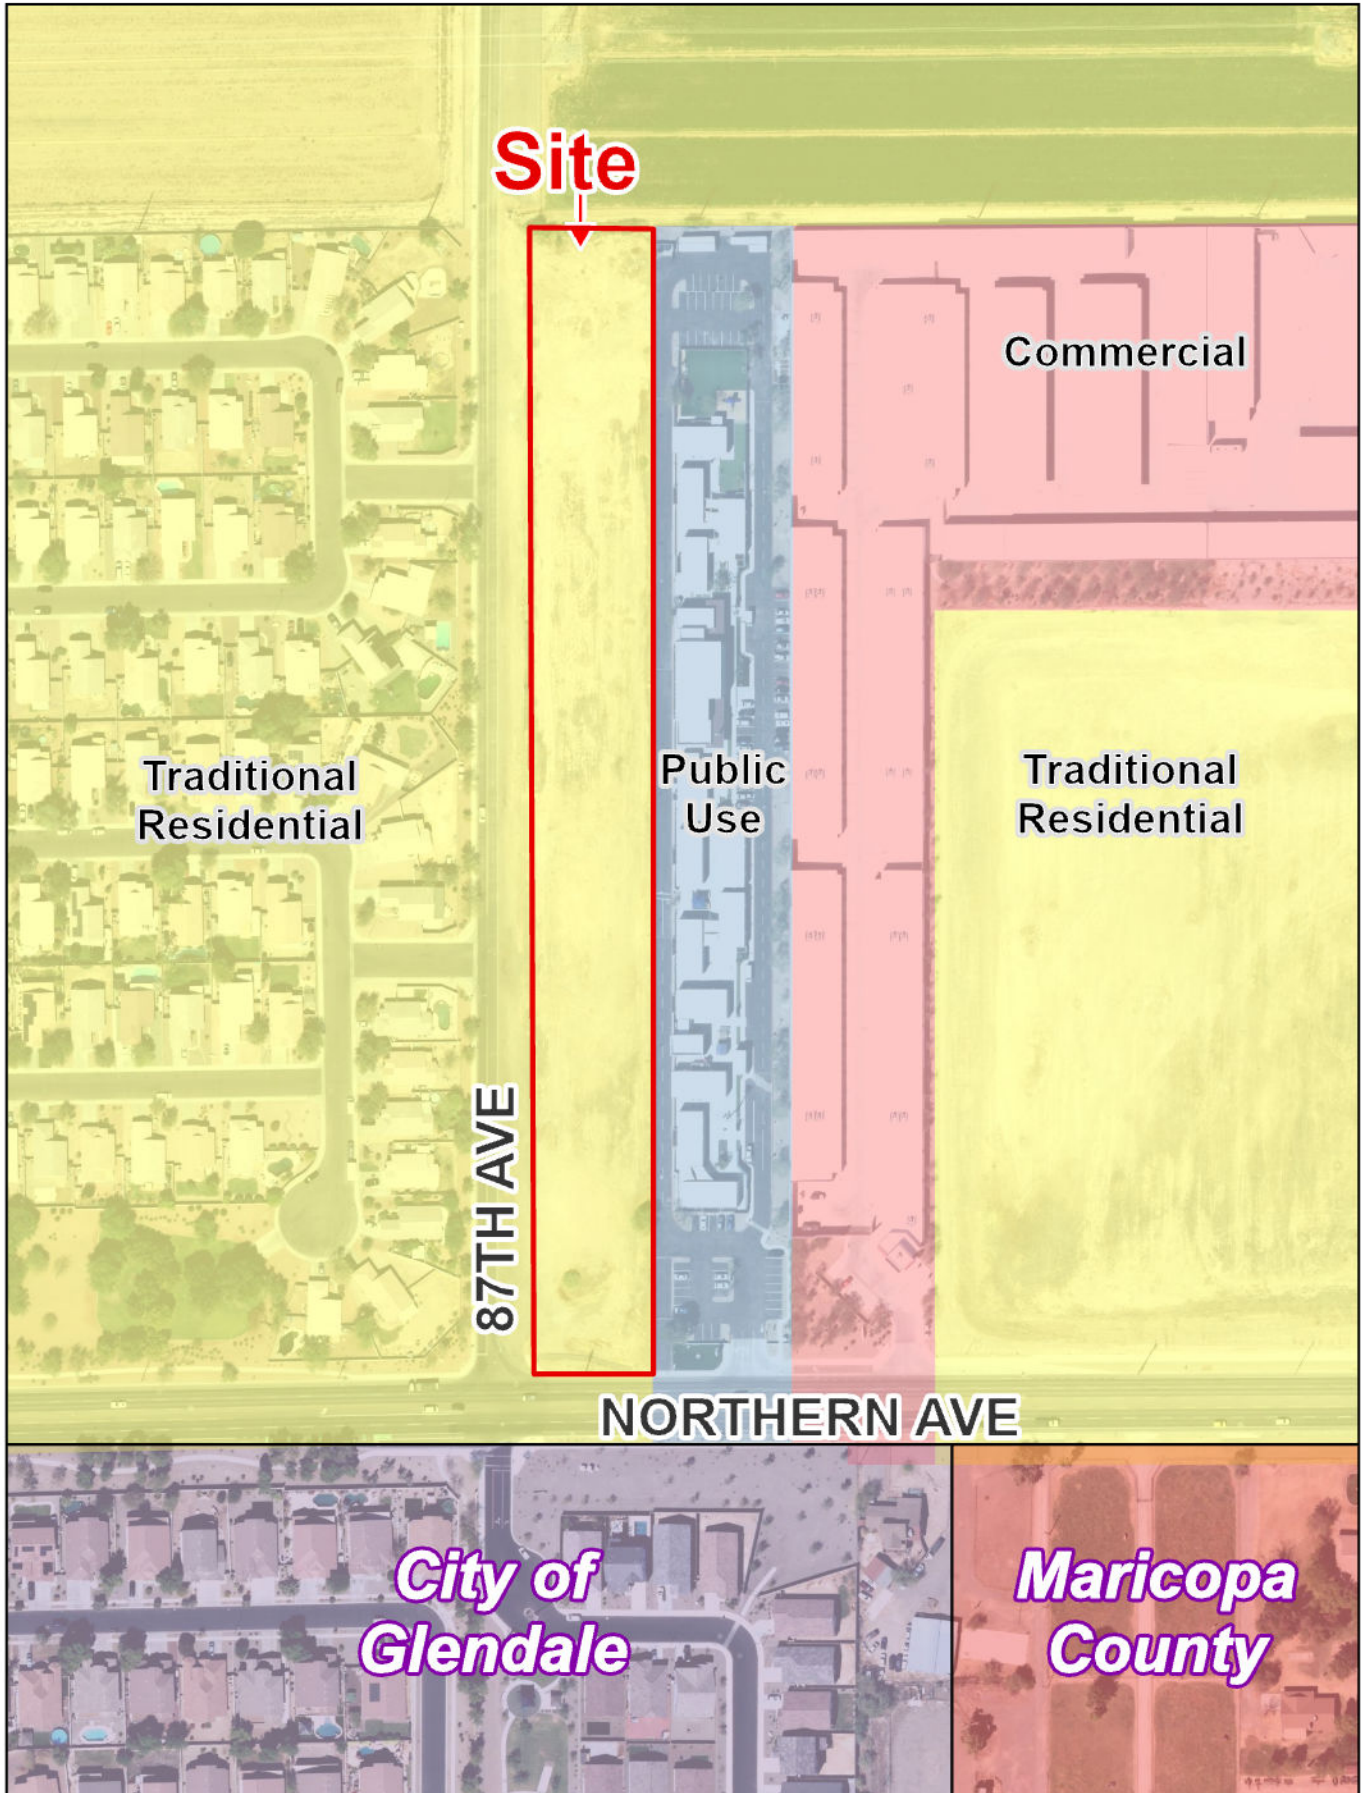 Site
Commercial
Traditional
Residential
Public
Use
Traditional
Residential
87TH AVE
NORTHERN AVE
City of
Glendale
Maricopa
County